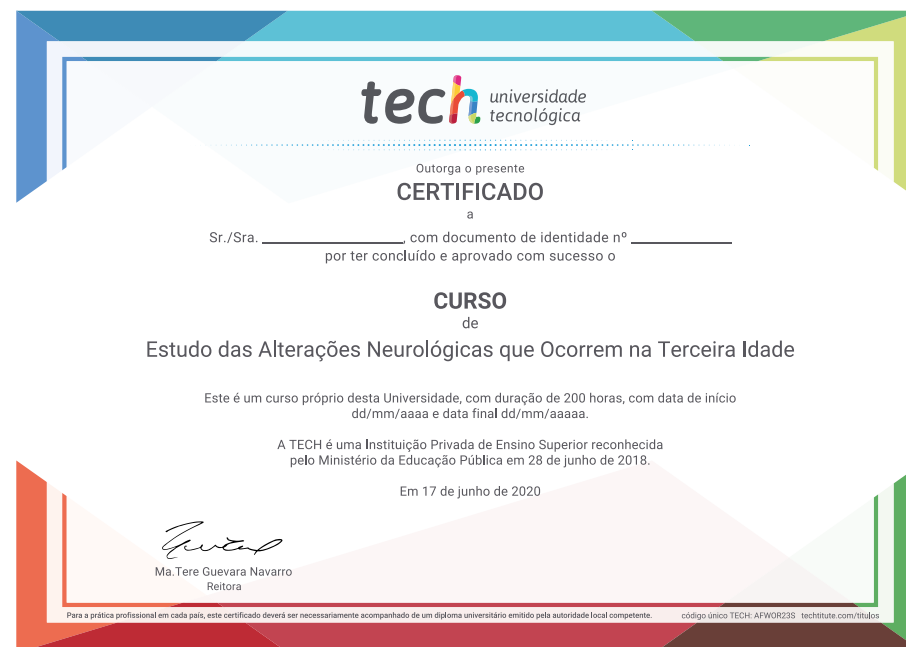 tech universidade
tecnológica
Outorga o presente
CERTIFICADO
a
Sr./Sra. ______________, com documento de identidade nº __________
por ter concluído e aprovado com sucesso o
CURSO
de
Estudo das Alterações Neurológicas que Ocorrem na Terceira Idade
Este é um curso próprio desta Universidade, com duração de 200 horas, com data de início
dd/mm/aaaa e data final dd/mm/aaaaa.
A TECH é uma Instituição Privada de Ensino Superior reconhecida
pelo Ministério da Educação Pública em 28 de junho de 2018.
Em 17 de junho de 2020
Ma.Tere Guevara Navarro
Reitora
Para a prática profissional em cada país, este certificado deverá ser necessariamente acompanhado de um diploma universitário emitido pela autoridade local competente. código único TECH: AFWOR23S techtitute.com/titulos